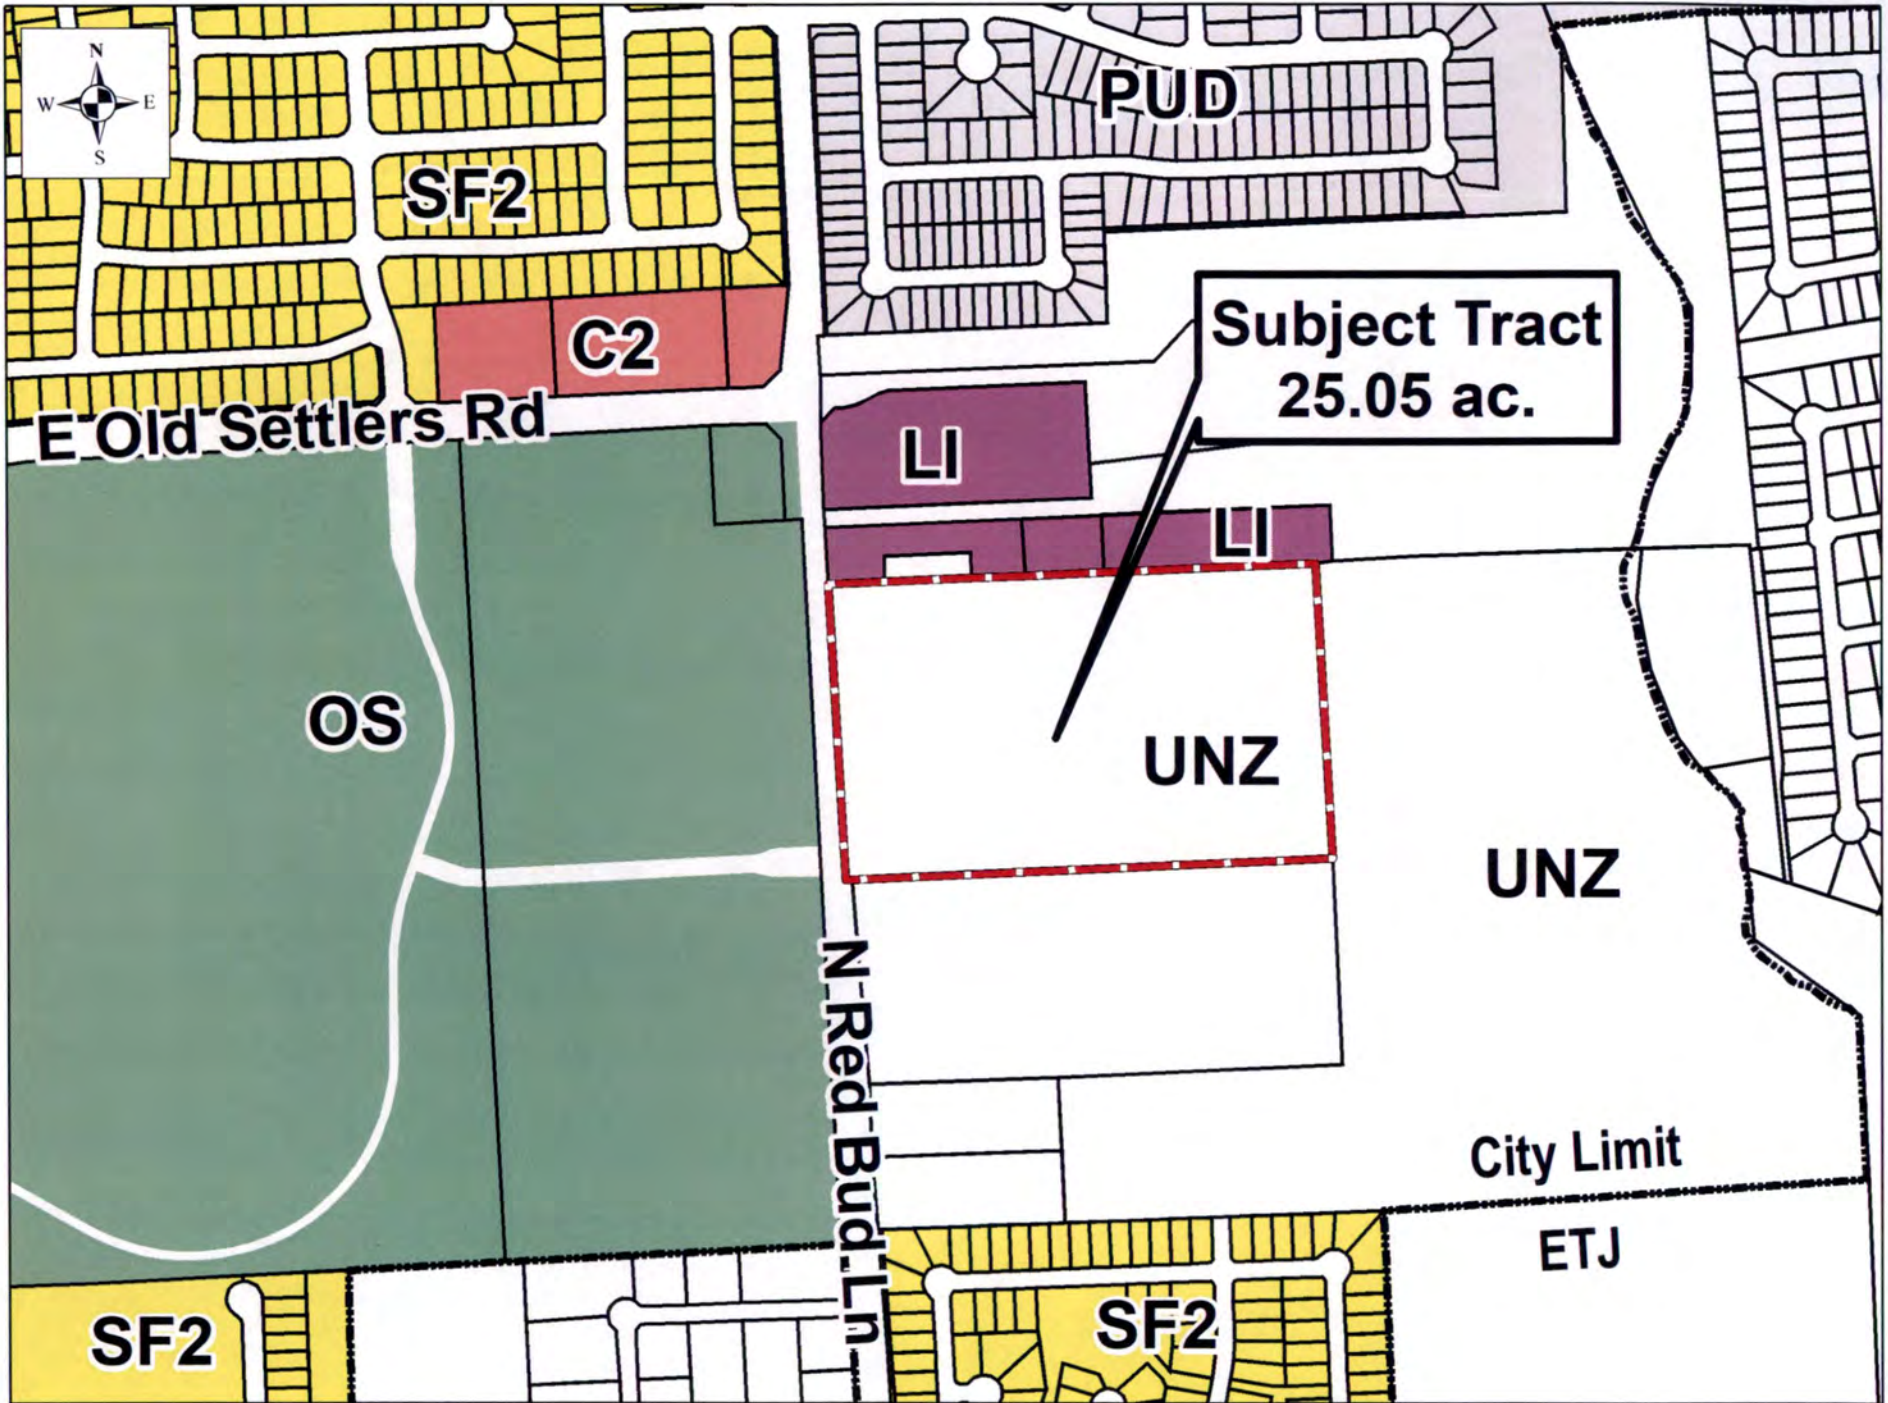 N
W E
S
PUD
SF2
Subject Tract
25.05 ac.
C2
E Old Settlers Rd
LI
LI
OS
UNZ
UNZ
N Red Bud Ln
City Limit
ETJ
SF2
SF2